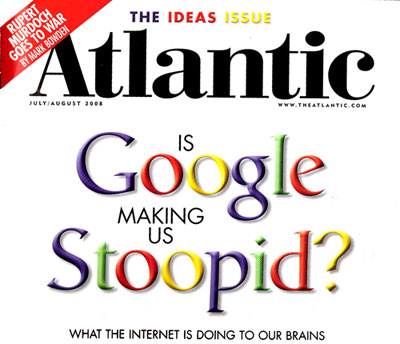 THE IDEAS ISSUE
RUPERT
MURDOCH
GOES TO WAR
BY MARK BOWDEN
Atlantic
JULY/AUGUST 2008
WWW.THEATLANTIC.COM
IS
Google
MAKING
US
Stoopid?
WHAT THE INTERNET IS DOING TO OUR BRAINS